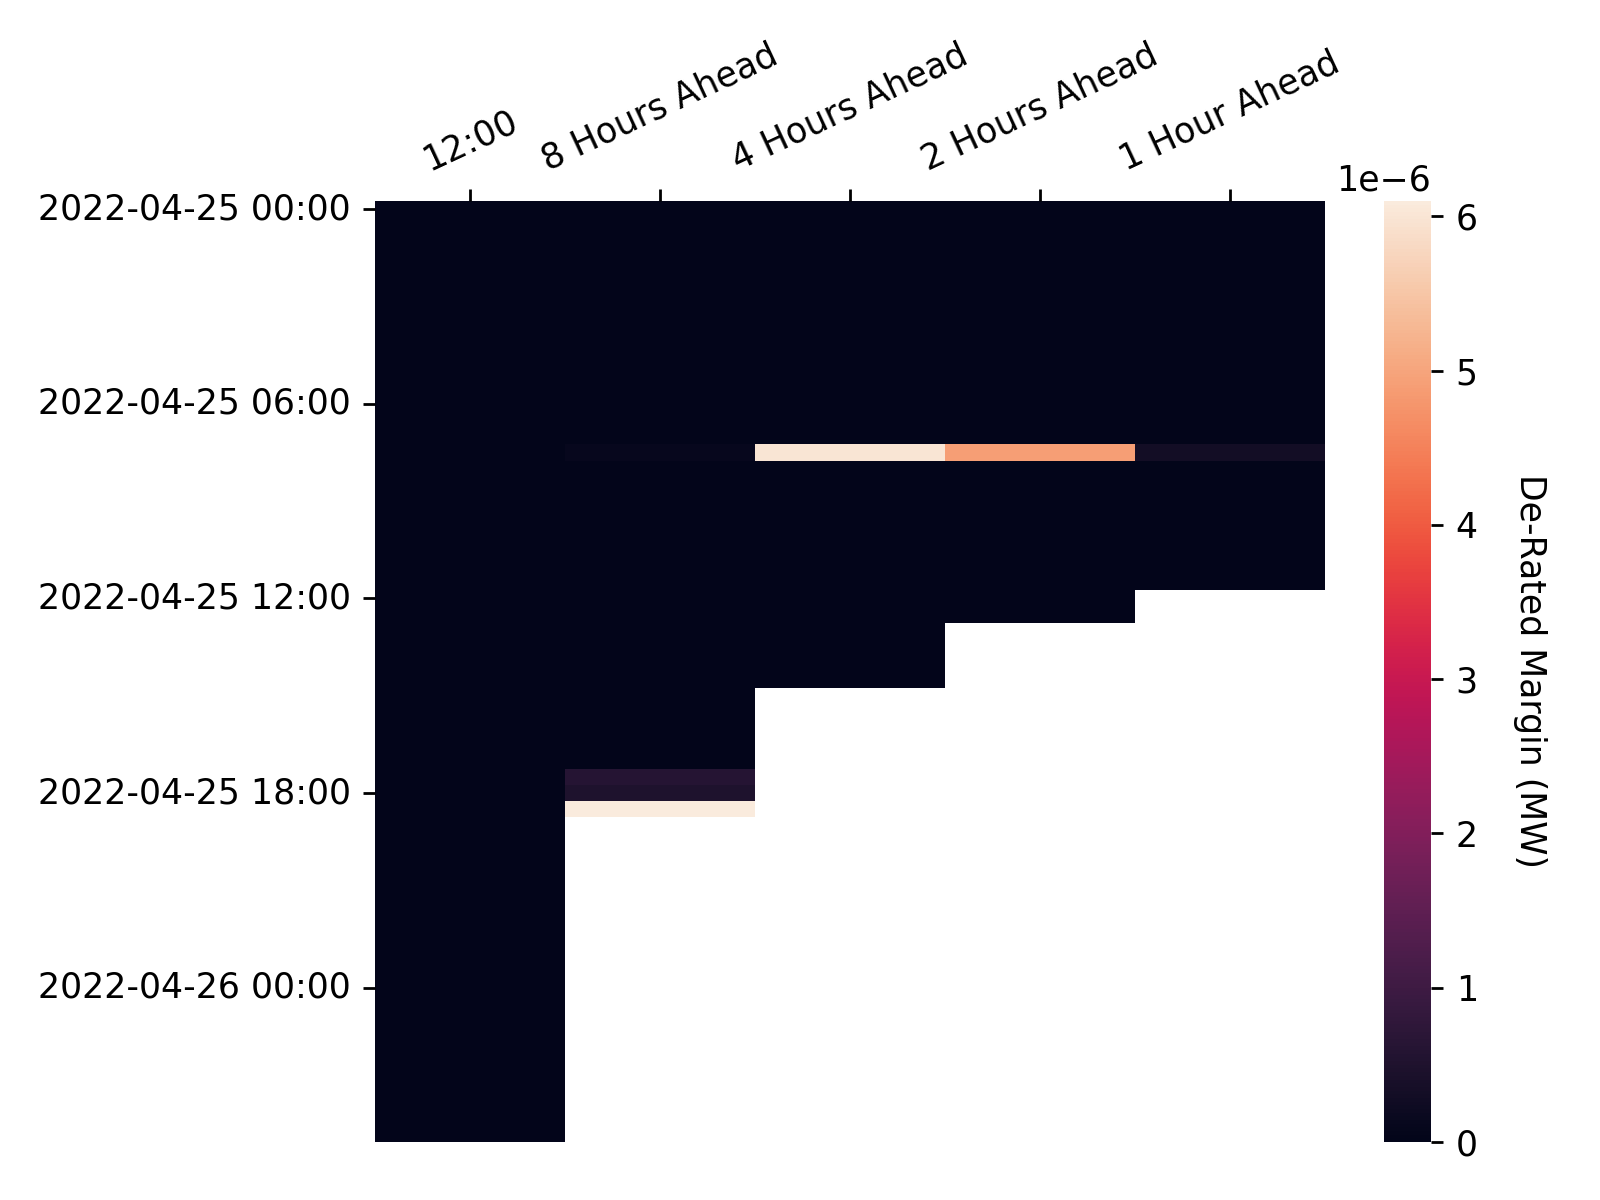 12:00
8 Hours Ahead
4 Hours Ahead
2 Hours Ahead
1 Hour Ahead
1e−6
2022-04-25 00:00
2022-04-25 06:00
2022-04-25 12:00
2022-04-25 18:00
2022-04-26 00:00
6
5
4
3
2
1
0
De-Rated Margin (MW)